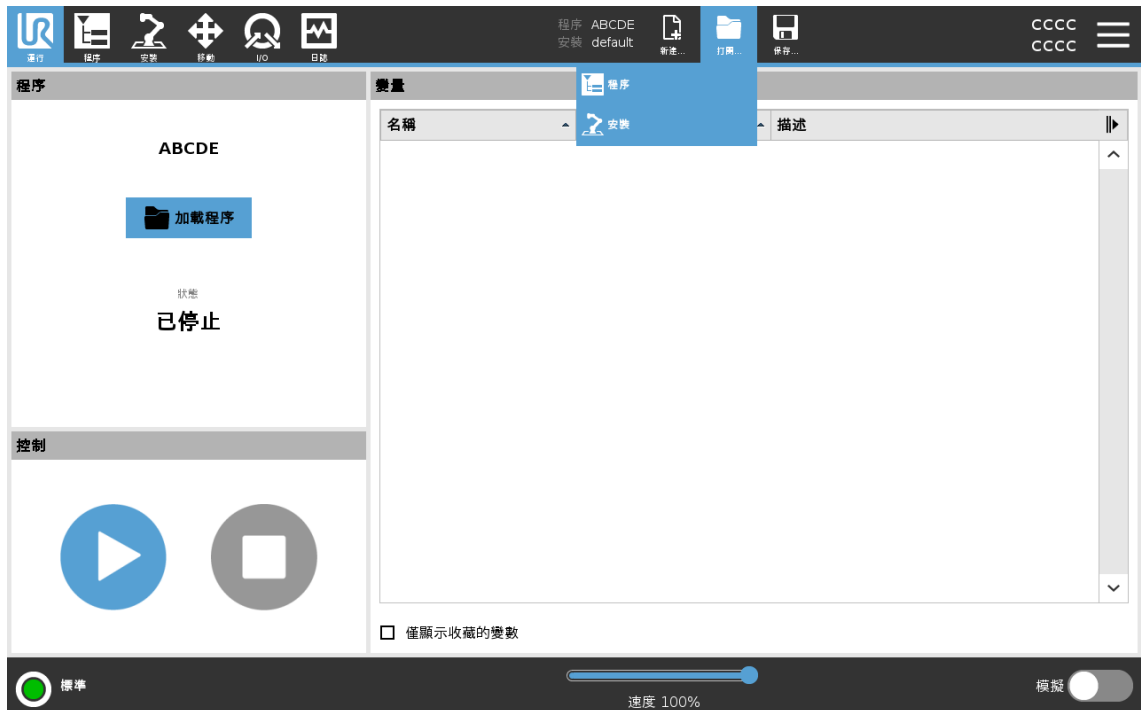 UR
運行
程序
安裝
移動
I/O
日誌
程序 ABCDE
安裝 default
新建...
打開...
保存...
CCCC
CCCC
程序
安裝
程序
ABCDE
加載程序
狀態
已停止
控制
變量
名稱
描述
僅顯示收藏的變數
標準
速度 100%
模擬